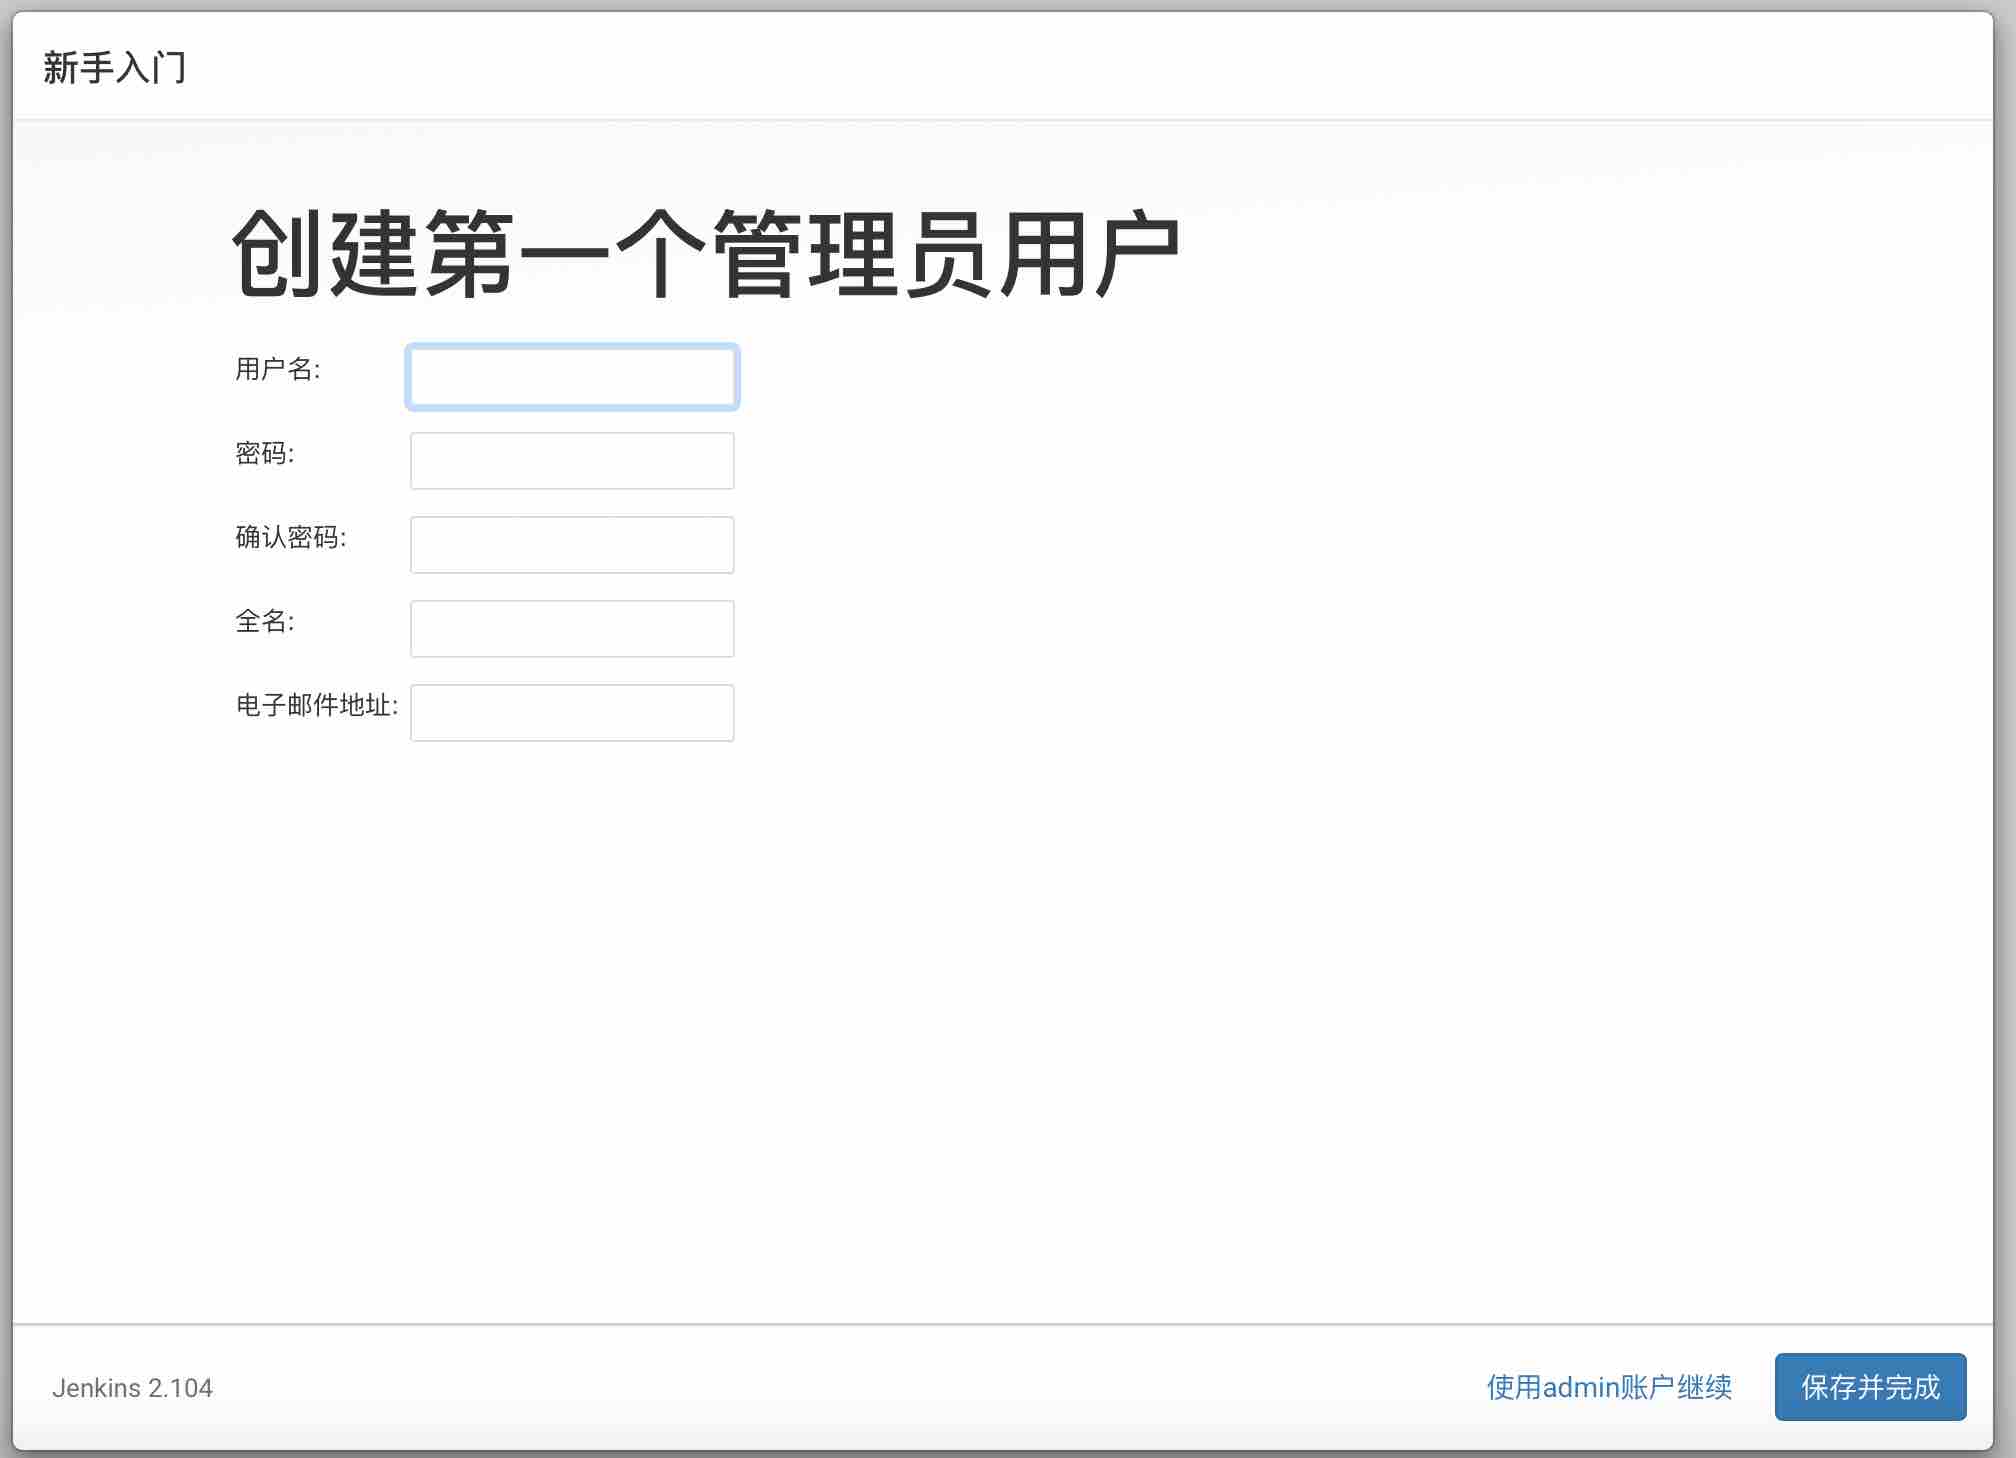 新手入门
创建第一个管理员用户
用户名:
密码:
确认密码:
全名:
电子邮件地址:
Jenkins 2.104
使用admin账户继续
保存并完成